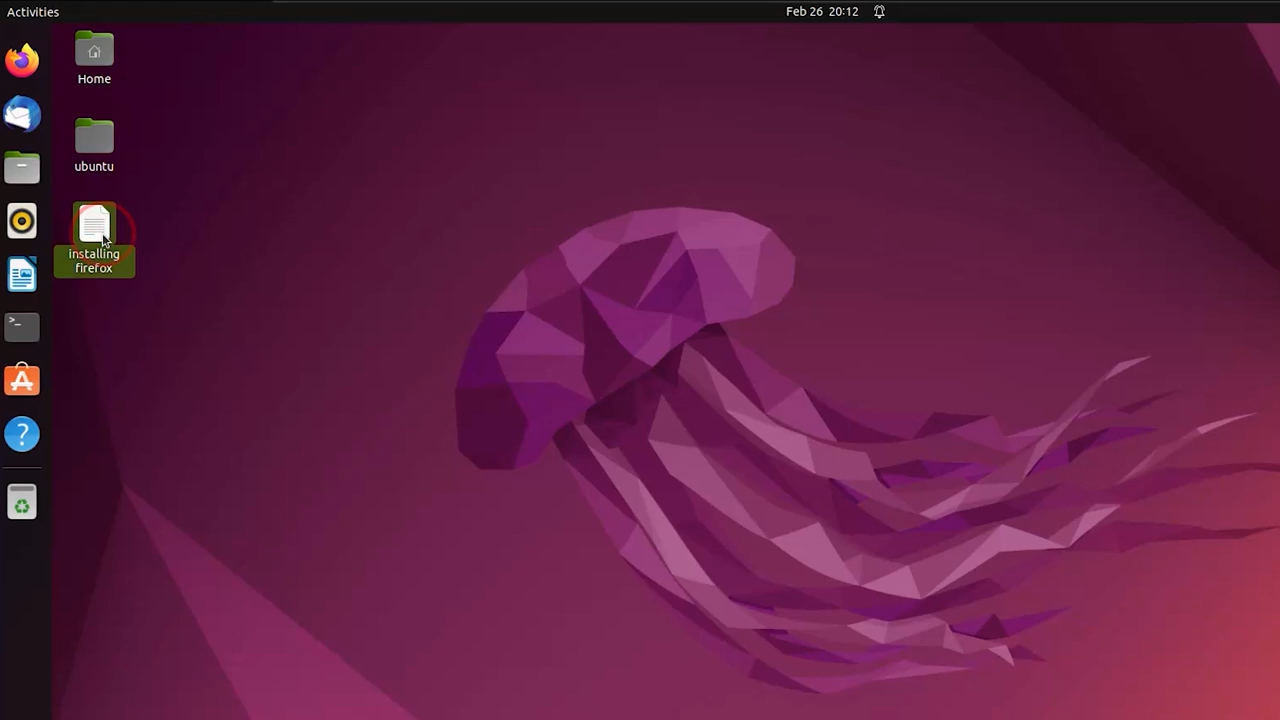 Activities
Feb 26 20:12
Home
ubuntu
installing
firefox
>_
?